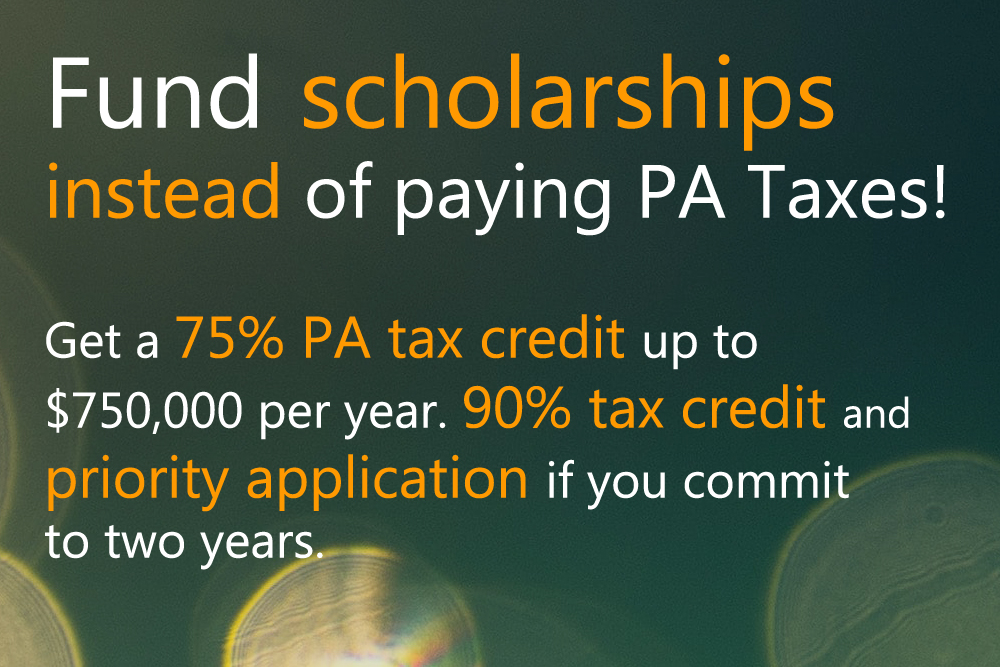 Fund scholarships
instead of paying PA Taxes!
Get a 75% PA tax credit up to
$750,000 per year. 90% tax credit and
priority application if you commit
to two years.